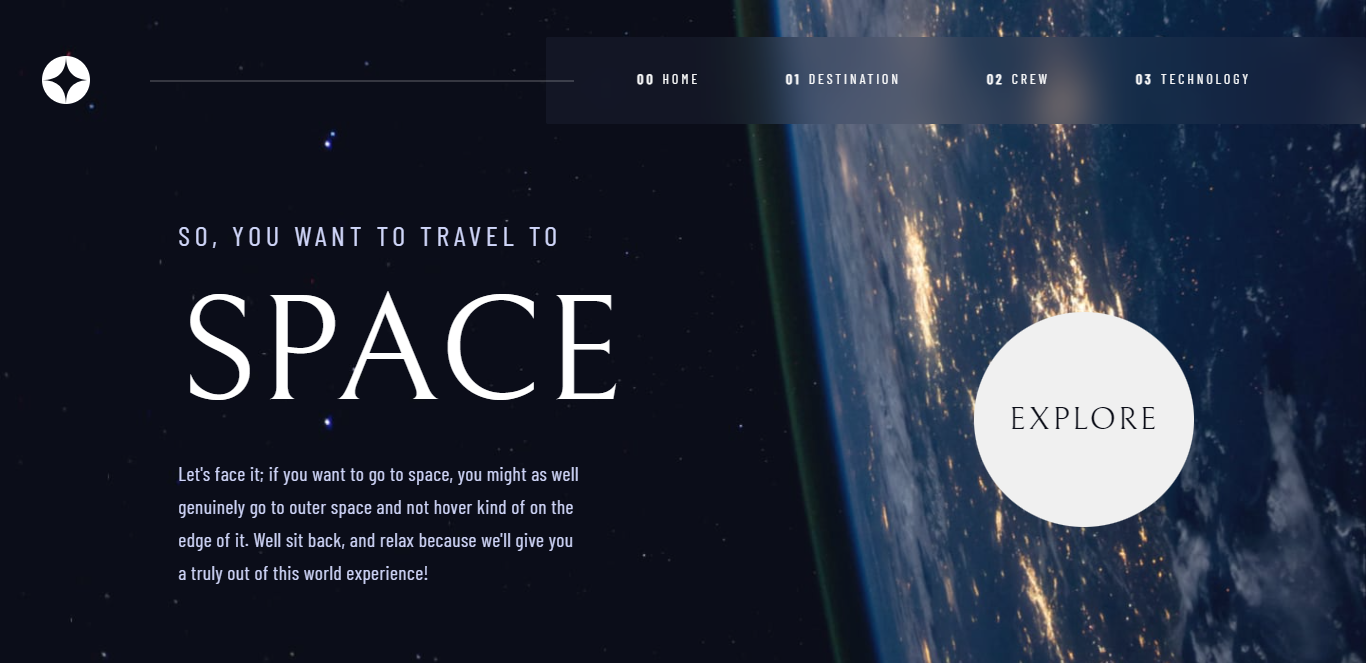 00 HOME 01 DESTINATION 02 CREW 03 TECHNOLOGY
SO, YOU WANT TO TRAVEL TO
SPACE
EXPLORE
Let's face it; if you want to go to space, you might as well
genuinely go to outer space and not hover kind of on the
edge of it. Well sit back, and relax because we'll give you
a truly out of this world experience!